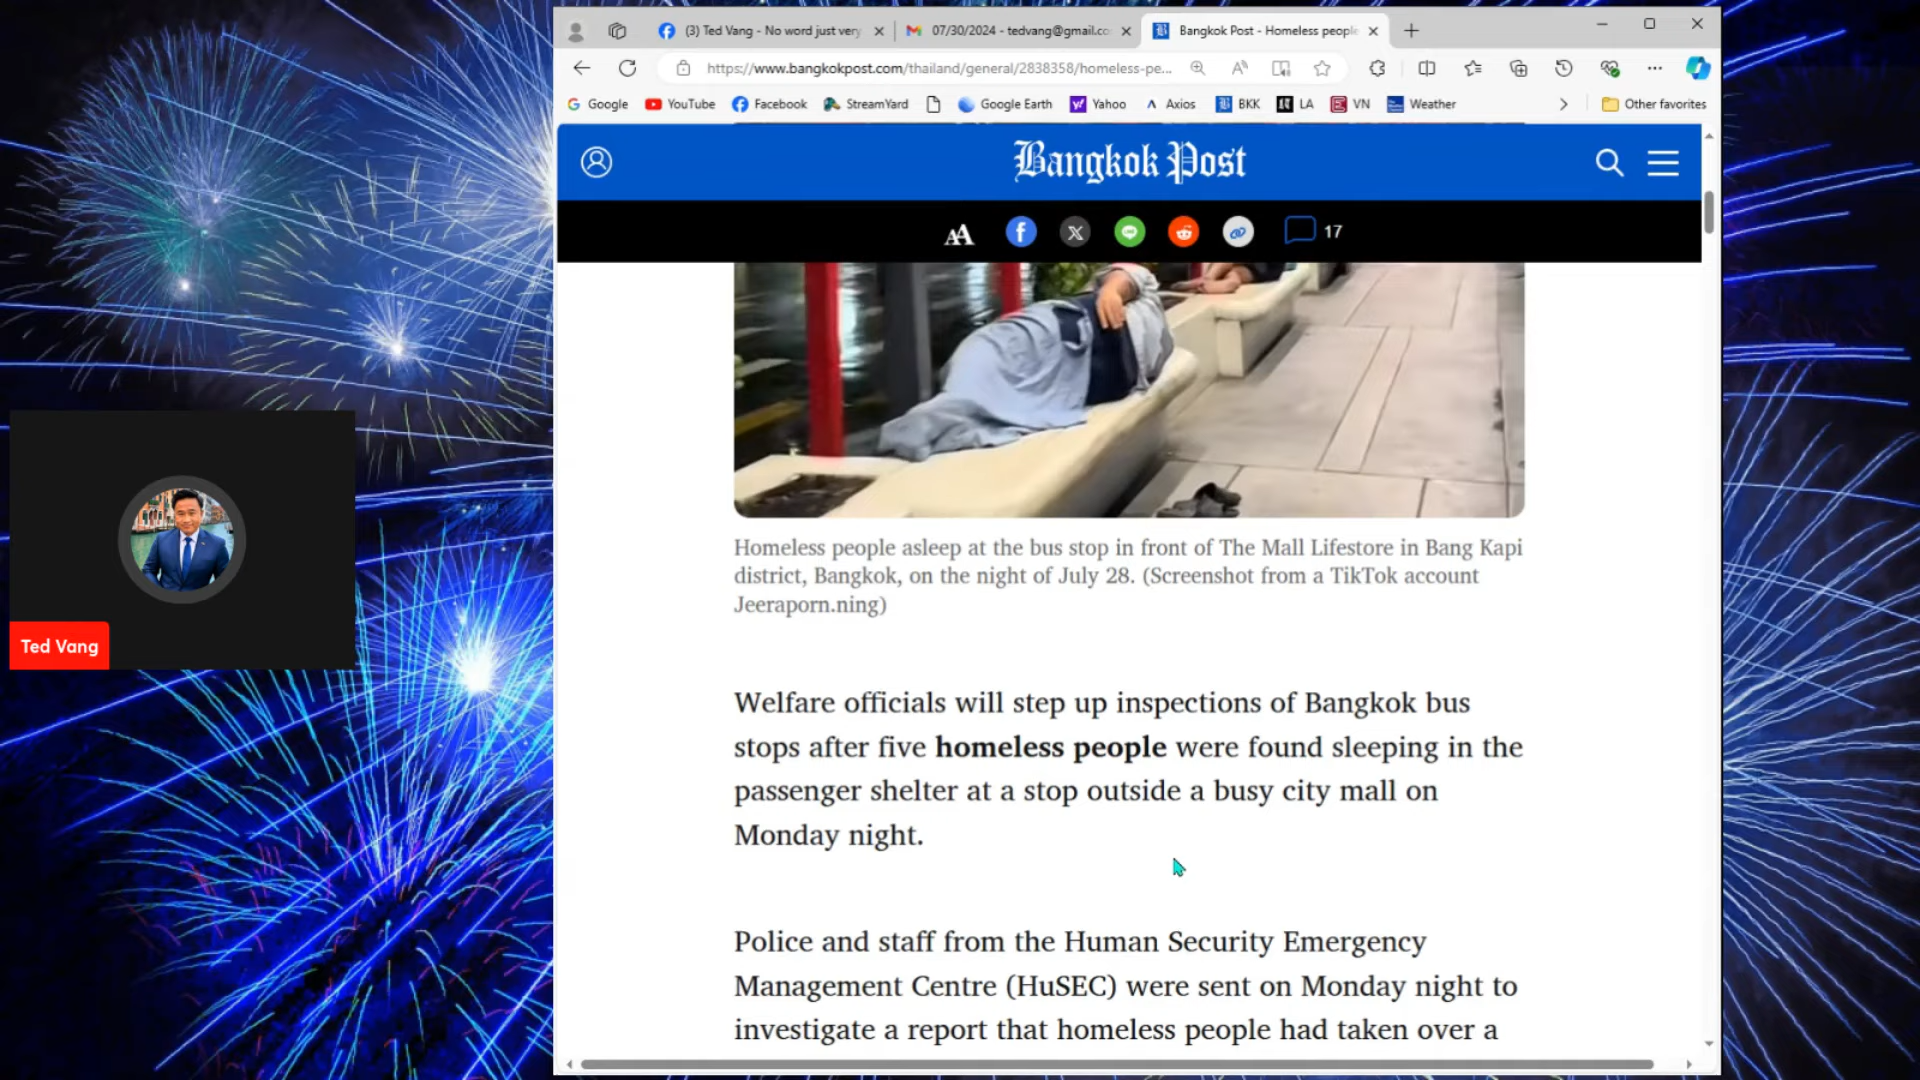 (3) Ted Vang - No word just very
07/30/2024 - tedvang@gmail.co
Bangkok Post - Homeless people
https://www.bangkokpost.com/thailand/general/2838358/homeless-pe...
Google YouTube Facebook StreamYard Google Earth Yahoo Axios BKK LA VN Weather Other favorites
Bangkok Post
AA 17
Homeless people asleep at the bus stop in front of The Mall Lifestore in Bang Kapi
district, Bangkok, on the night of July 28. (Screenshot from a TikTok account
Jeeraporn.ning)
Ted Vang
Welfare officials will step up inspections of Bangkok bus
stops after five homeless people were found sleeping in the
passenger shelter at a stop outside a busy city mall on
Monday night.
Police and staff from the Human Security Emergency
Management Centre (HuSEC) were sent on Monday night to
investigate a report that homeless people had taken over a